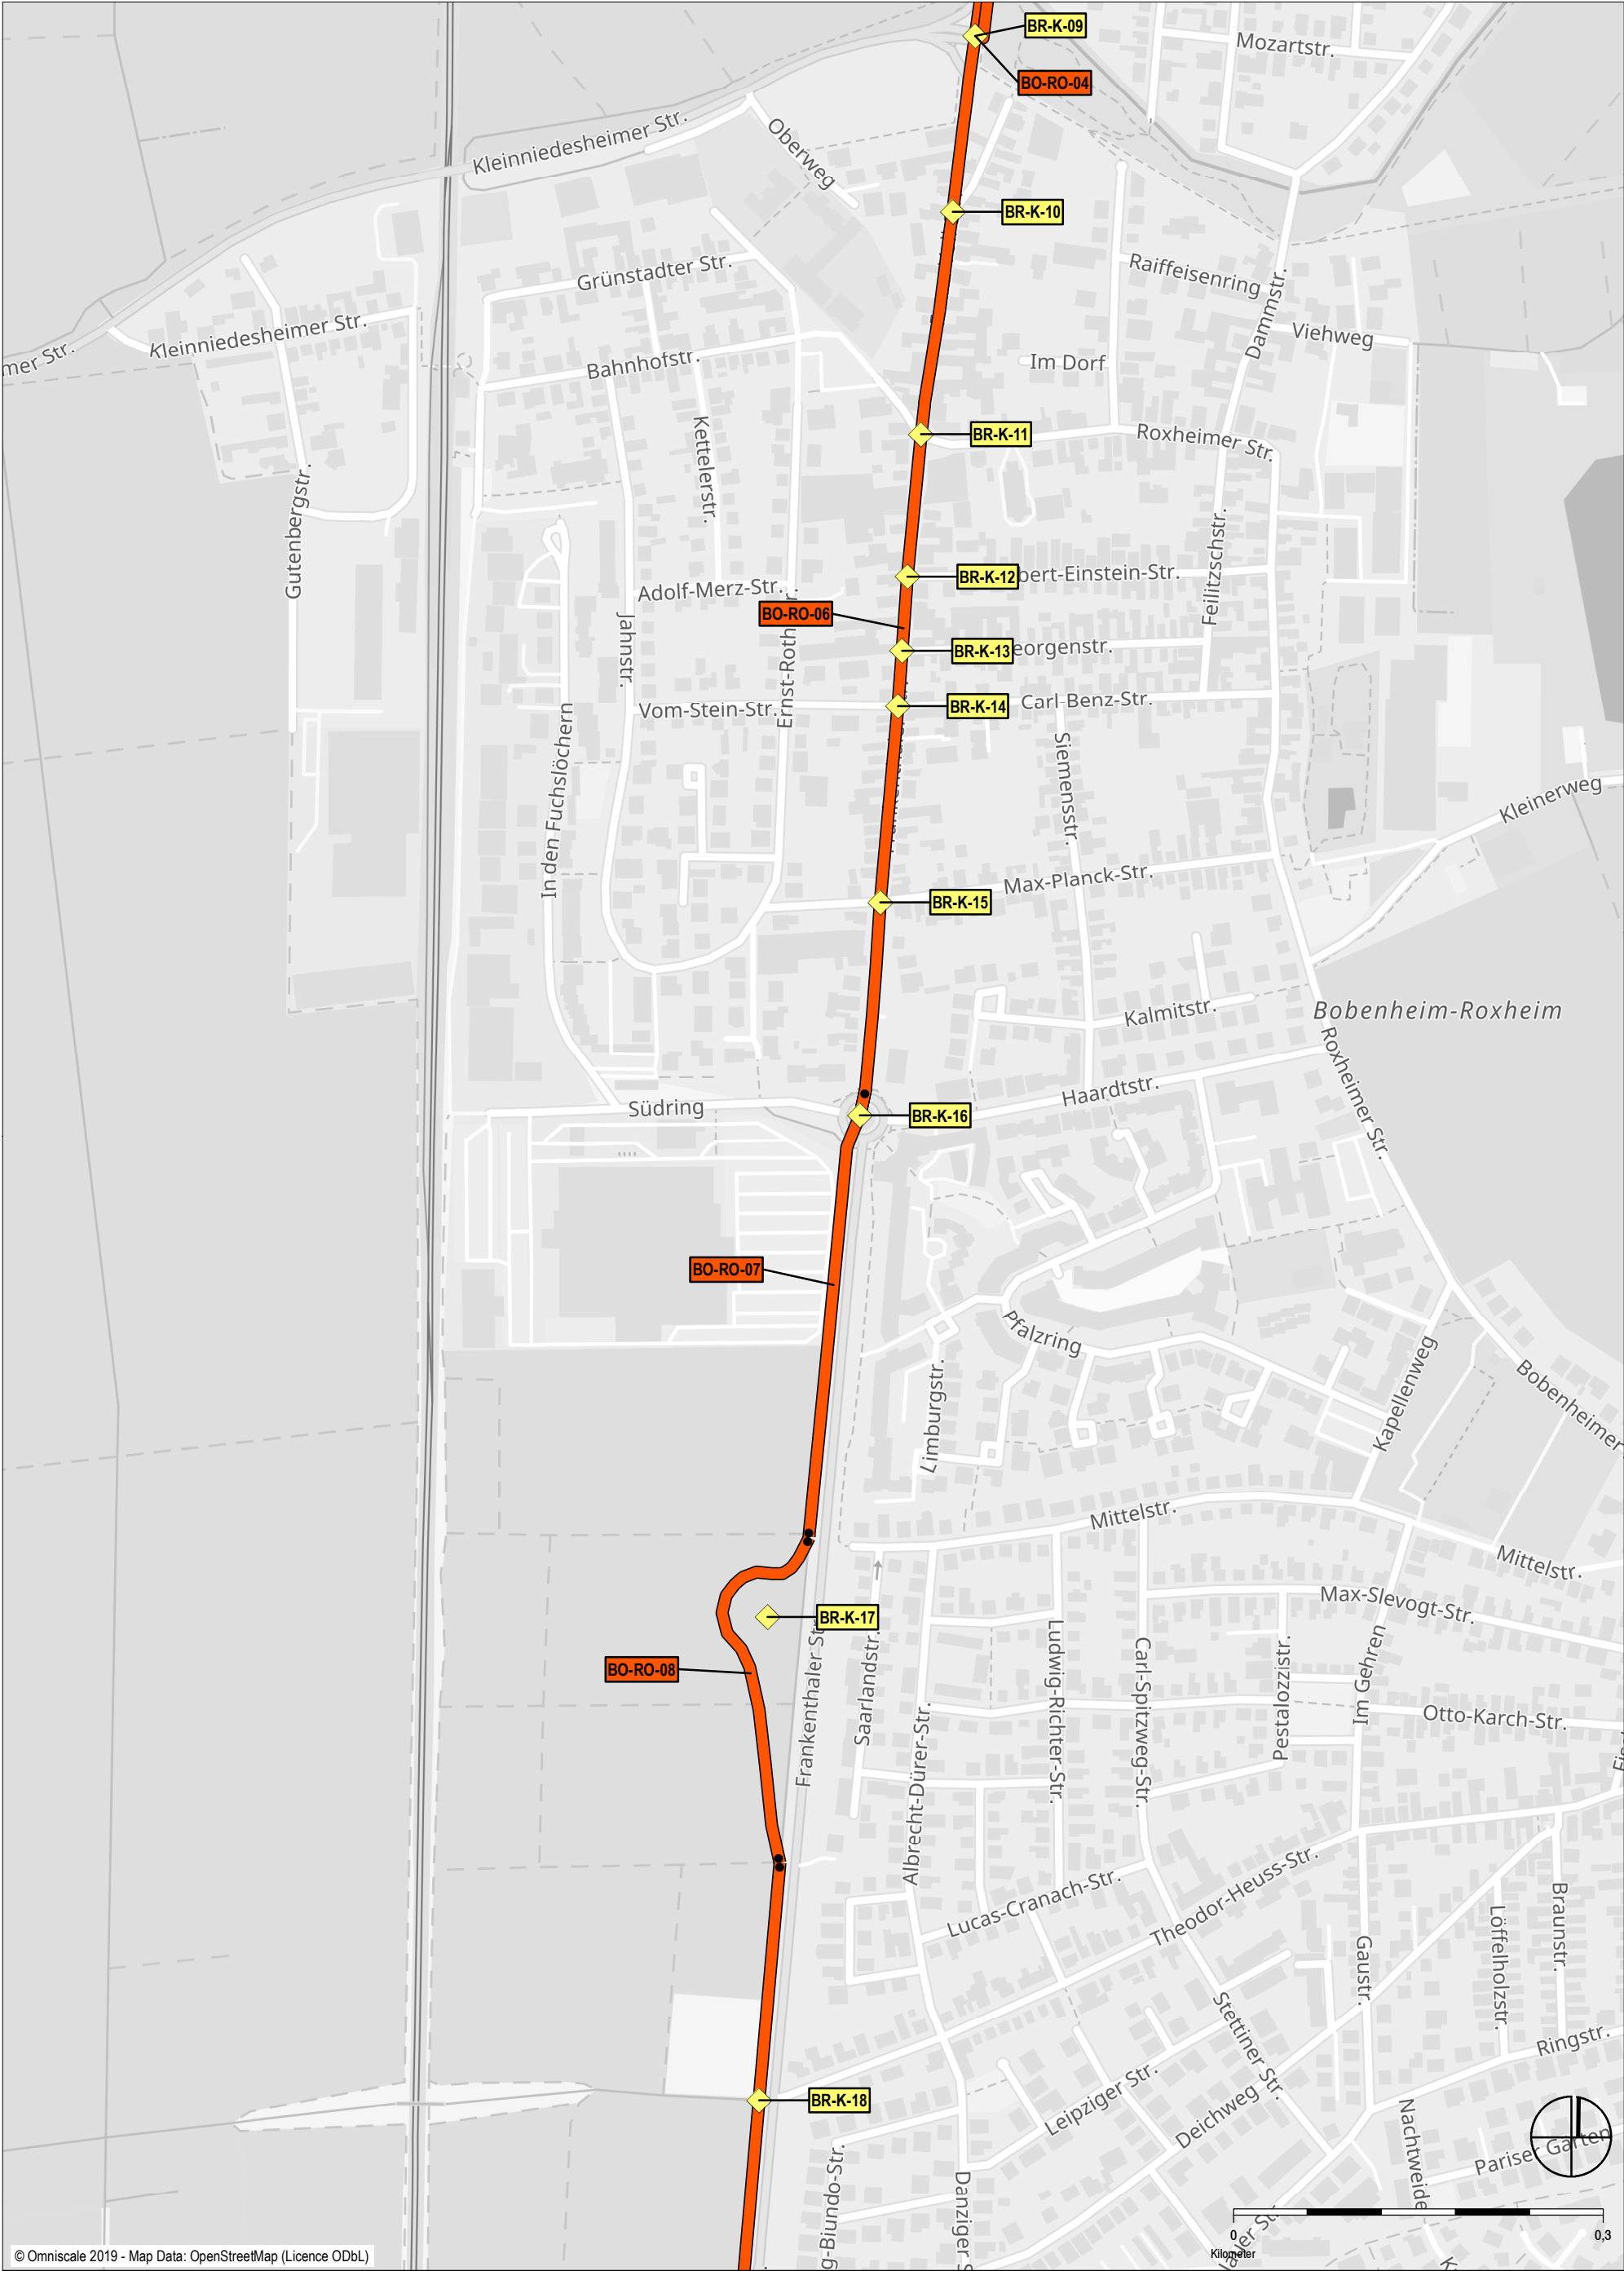 BR-K-09
Mozartstr.
BO-RO-04
Kleinniedesheimer Str.
Oberweg
BR-K-10
Grünstadter Str.
Raiffeisenring
Dammstr.
Kleinniedesheimer Str.
mer Str.
Viehweg
Bahnhofstr.
Im Dorf
Kettelerstr.
BR-K-11
Roxheimer Str.
Gutenbergstr.
Feilitzschstr.
BR-K-12
bert-Einstein-Str.
Adolf-Merz-Str.
BO-RO-06
Jahnstr.
Ernst-Roth
BR-K-13
eorgenstr.
BR-K-14
Carl-Benz-Str.
Vom-Stein-Str.
In den Fuchslöchern
Siemensstr.
Kleinerweg
Max-Planck-Str.
BR-K-15
Kalmitstr.
Bobenheim-Roxheim
Roxheimer Str.
Haardtstr.
Südring
BR-K-16
BO-RO-07
Pfalzring
Limburgstr.
Kapellenweg
Bobenheimer
Mittelstr.
Mittelstr.
Max-Slevogt-Str.
BR-K-17
BO-RO-08
Frankenthaler St
Saarlandstr.
Albrecht-Dürer-Str.
Ludwig-Richter-Str.
Carl-Spitzweg-Str.
Pestalozzistr.
Im Gehren
Otto-Karch-Str.
Lucas-Cranach-Str.
Theodor-Heuss-Str.
Gaustr.
Löffelholzstr.
Braunstr.
Stettiner Str.
Ringstr.
BR-K-18
Leipziger Str.
Deichweg
Nachtweide
Pariser Gärten
g-Biundo-Str.
Danziger S
auer Str
0
0,3
Kilometer
© Omniscale 2019 - Map Data: OpenStreetMap (Licence ODbL)